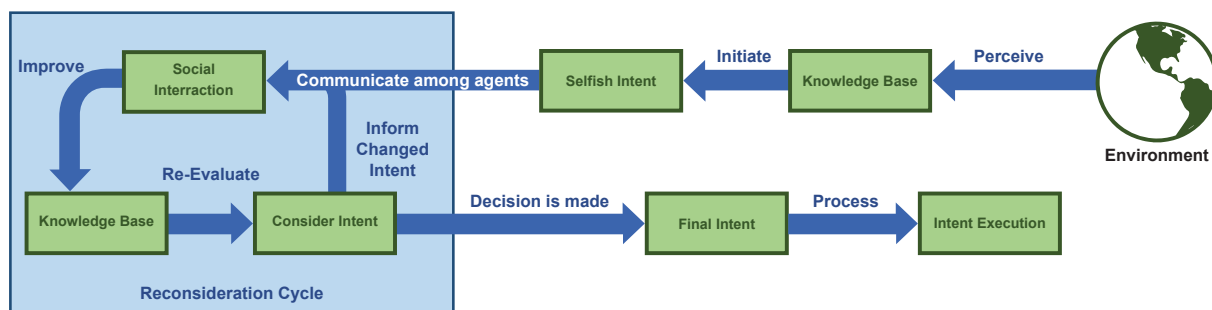 Improve
Social
Interraction
Communicate among agents
Selfish Intent
Initiate
Knowledge Base
Perceive
Environment
Inform
Changed
Intent
Re-Evaluate
Knowledge Base
Consider Intent
Decision is made
Final Intent
Process
Intent Execution
Reconsideration Cycle